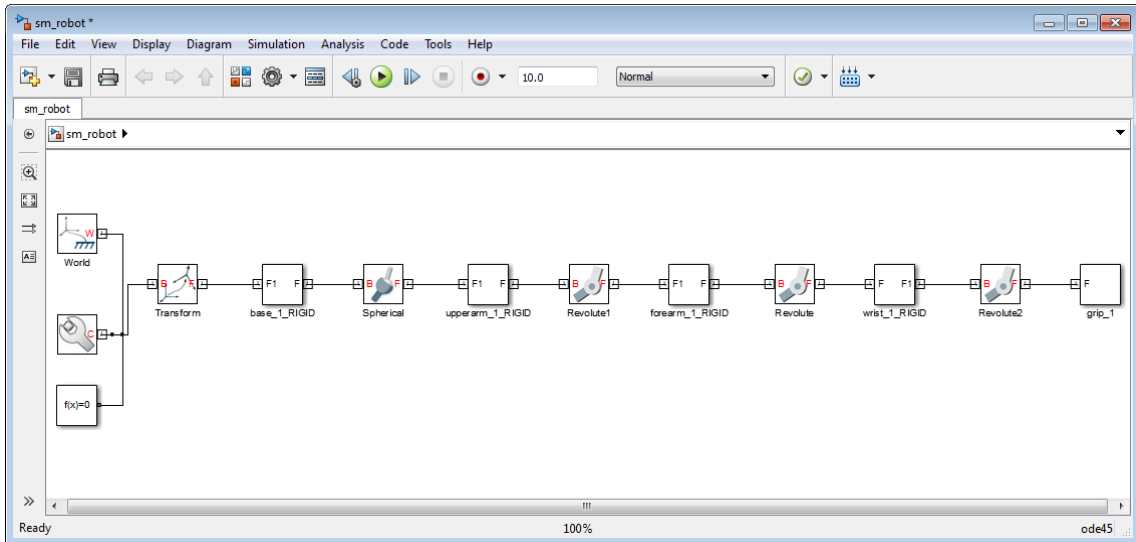 sm_robot *
File Edit View Display Diagram Simulation Analysis Code Tools Help
10.0 Normal
sm_robot
sm_robot
W
World
B F
Transform
F1 F
base_1_RIGID
B F
Spherical
F1 F
upperarm_1_RIGID
B F
Revolute1
F1 F
forearm_1_RIGID
B F
Revolute
F F1
wrist_1_RIGID
B F
Revolute2
F
grip_1
C
f(x)=0
Ready 100% ode45